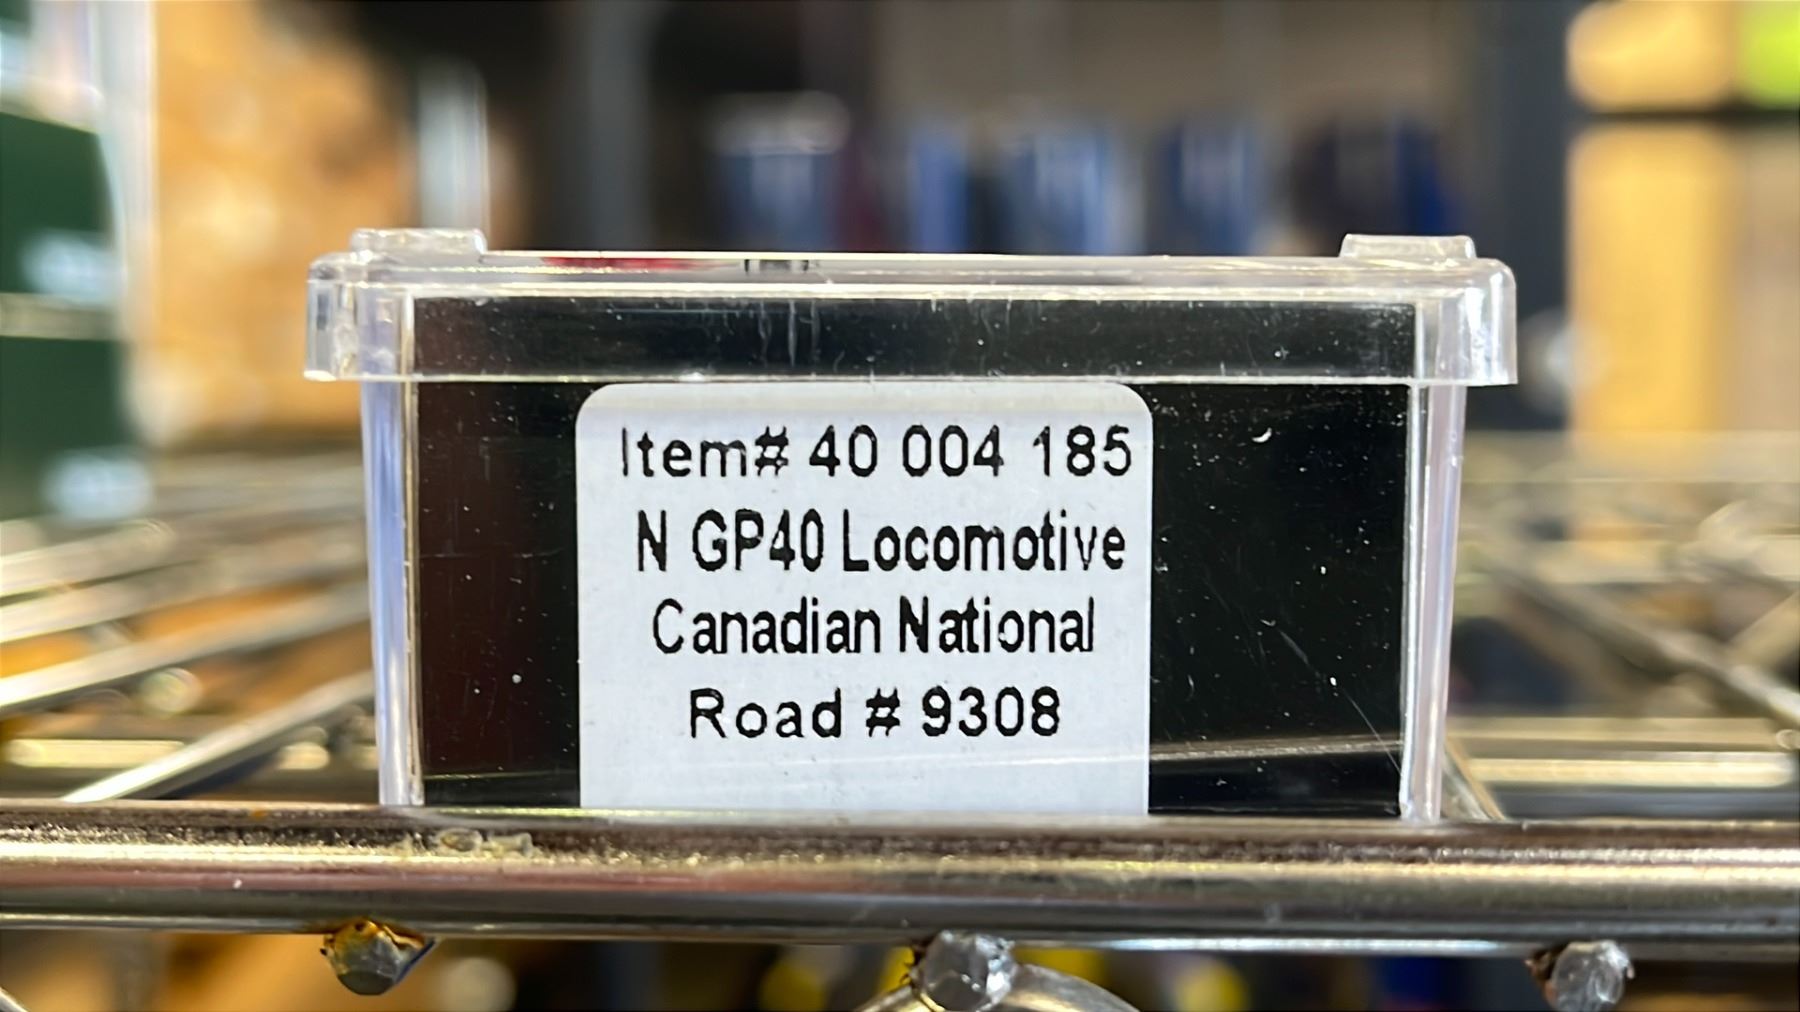 Item# 40 004 185
N GP40 Locomotive
Canadian National
Road # 9308